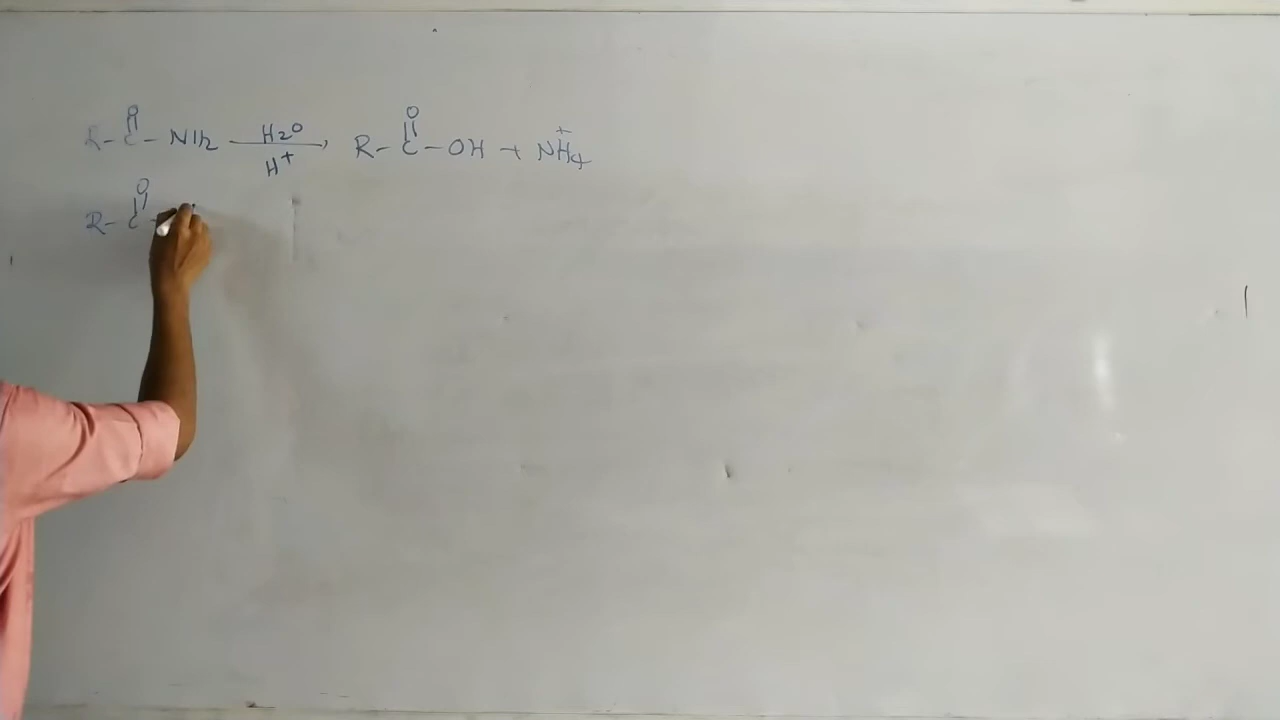 O O
R - C - NH2 H2O R - C - OH + NH4+
H+
O
R - C -